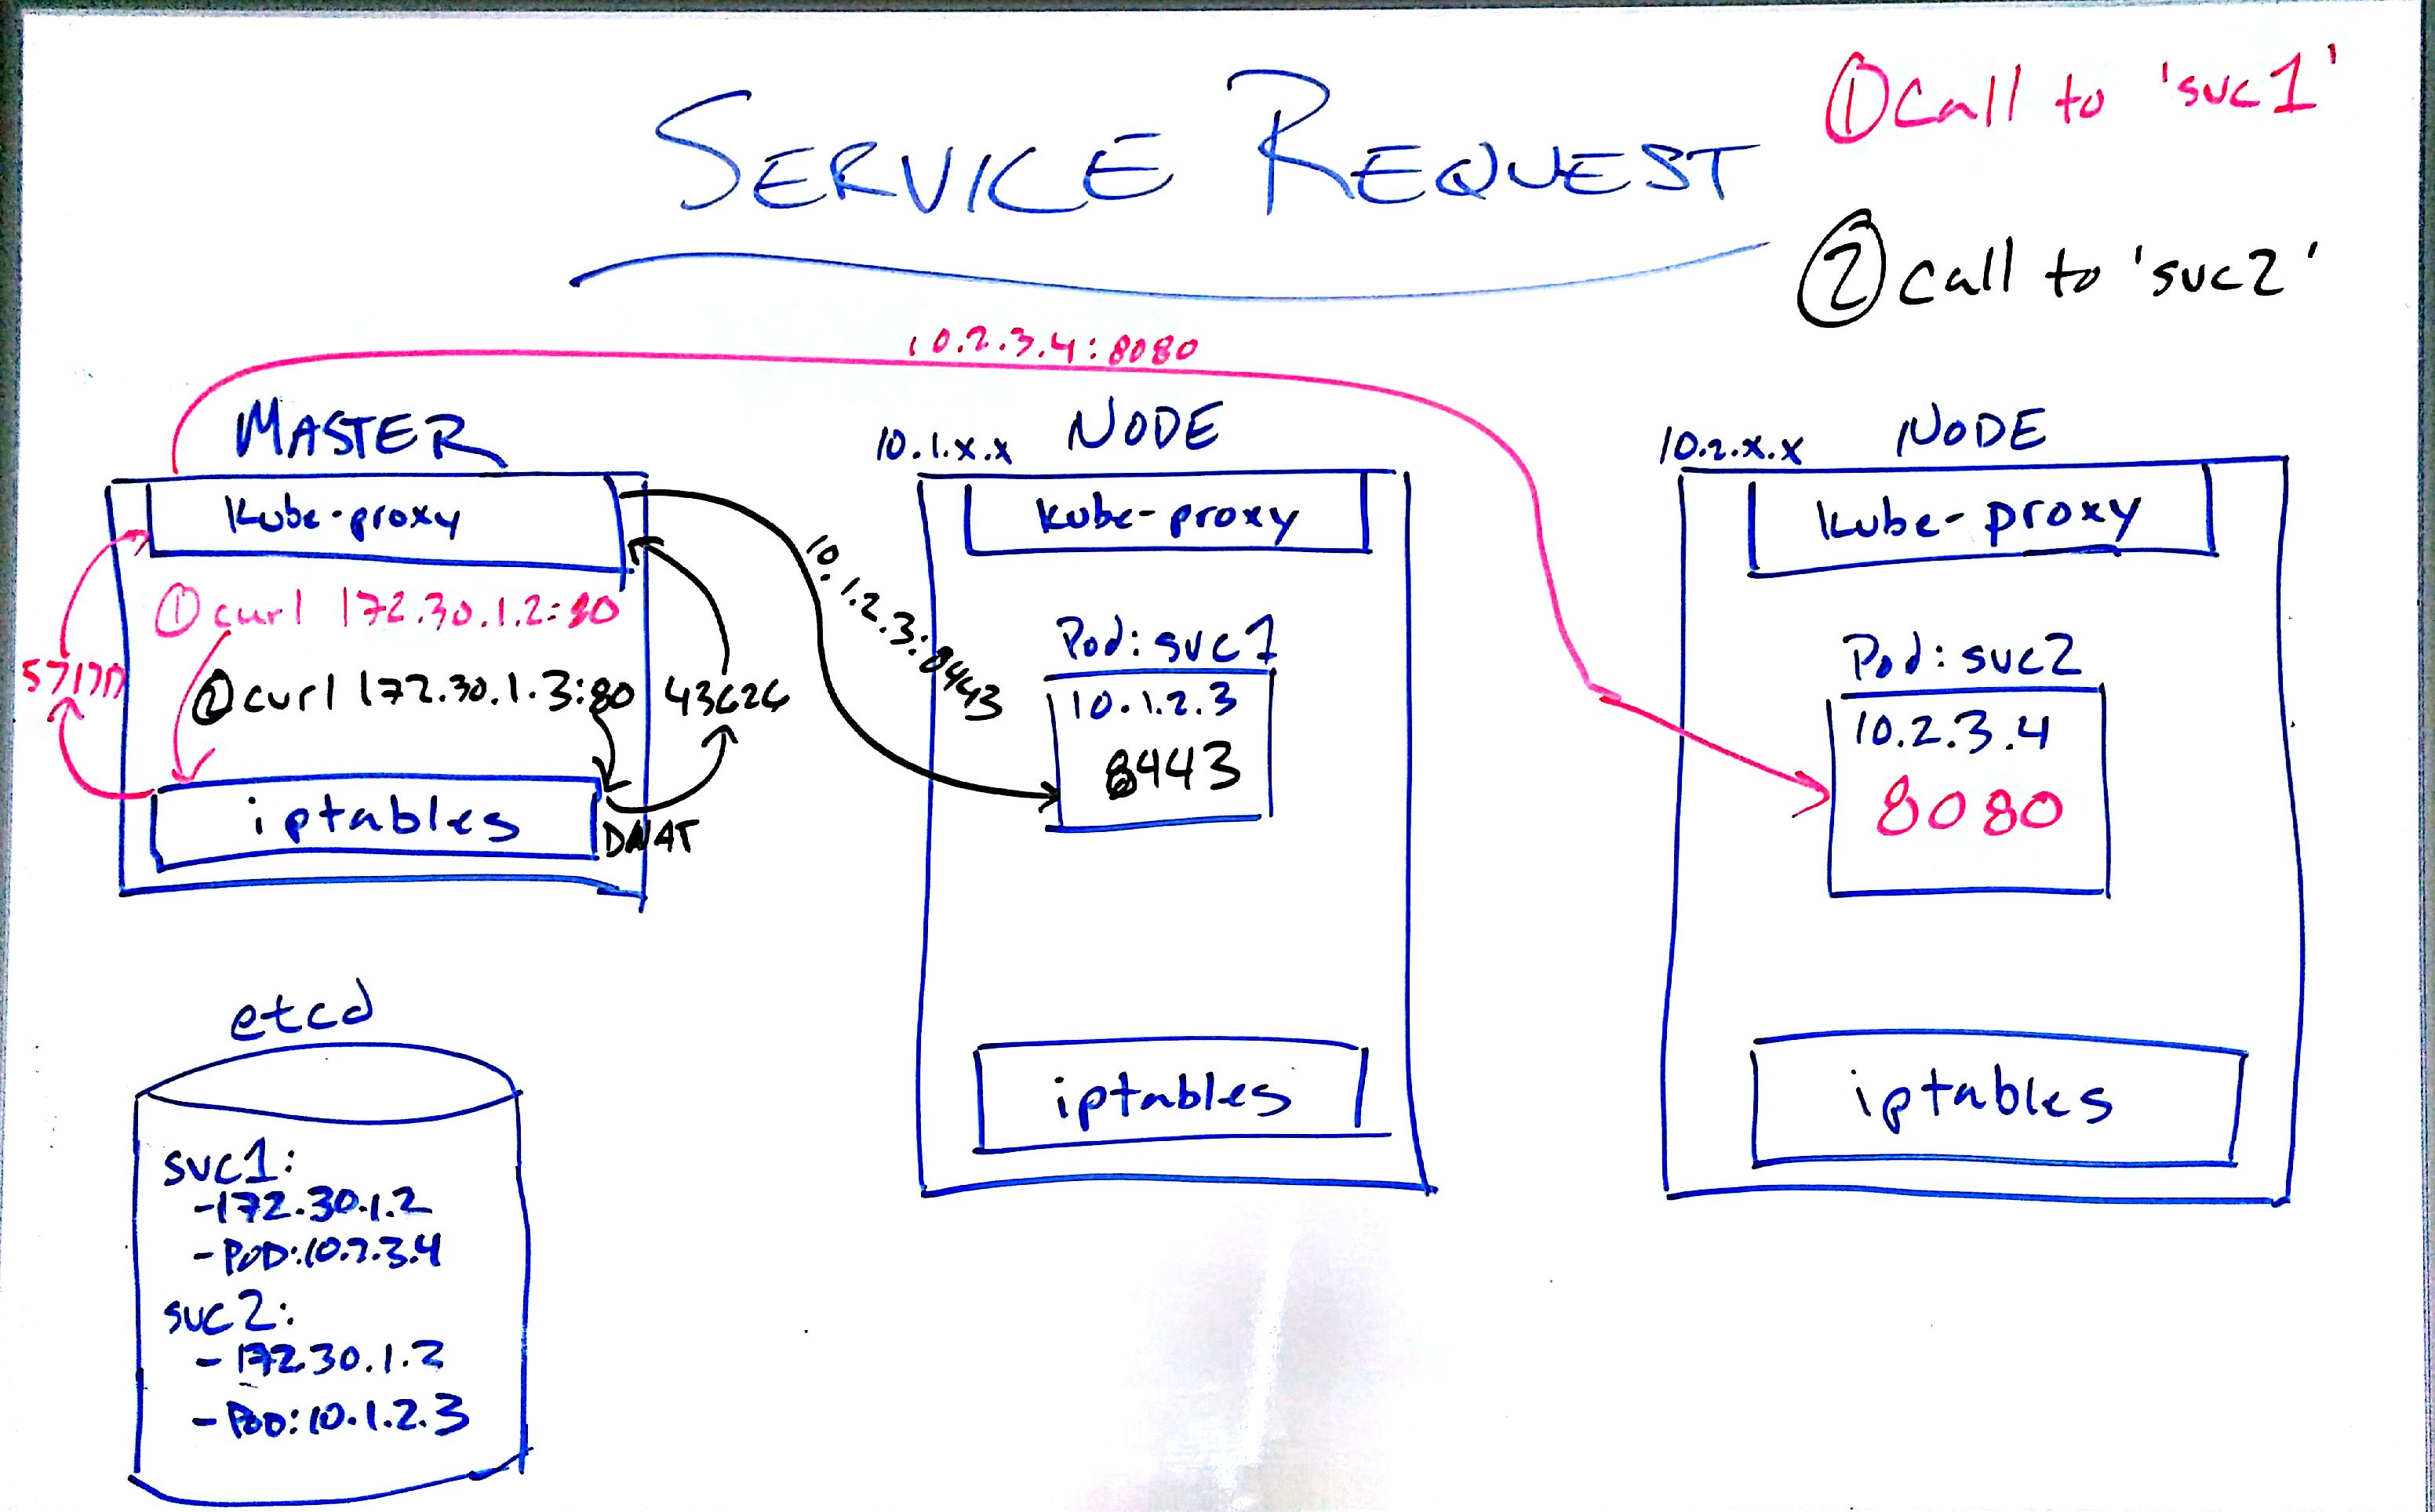 SERVICE REQUEST
① Call to 'svc1'
② call to 'svc2'
10.2.3.4:8080
MASTER
kube-proxy
① curl 172.30.1.2:80
② curl 172.30.1.3:80
43626
iptables
DNAT
10.1.2.3:8443
10.1.x.x NODE
kube-proxy
Pod: svc1
10.1.2.3
8443
iptables
10.2.x.x NODE
kube-proxy
Pod: svc2
10.2.3.4
8080
iptables
etcd
svc1:
-172.30.1.2
-POD:10.2.3.4
svc2:
-172.30.1.3
-POD:10.1.2.3